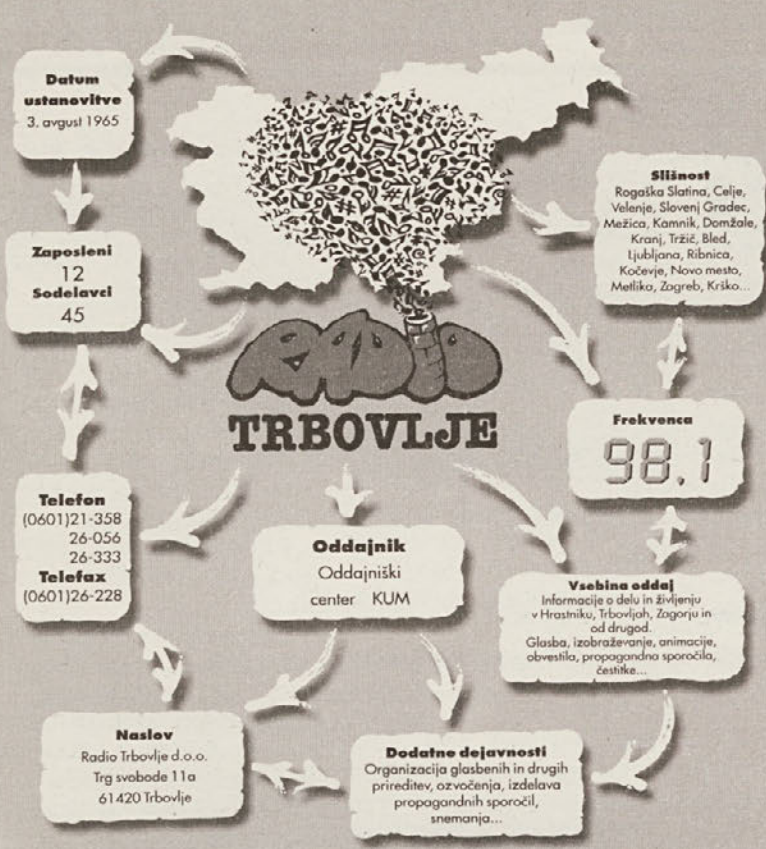 Datum
ustanovitve
3. avgust 1965
Slišnost
Rogaška Slatina, Celje,
Velenje, Slovenj Gradec,
Mežica, Kamnik, Domžale,
Kranj, Tržič, Bled,
Ljubljana, Ribnica,
Kočevje, Novo mesto,
Metlika, Zagreb, Krško...
Zaposleni
12
Sodelavci
45
RADIO
TRBOVLJE
Frekvenca
98.1
Telefon
(0601)21-358
26-056
26-333
Telefax
(0601)26-228
Oddajnik
Oddajniški
center KUM
Vsebina oddaj
Informacije o delu in življenju
v Hrastniku, Trbovljah, Zagorju in
od drugod.
Glasba, izobraževanje, animacije,
obvestila, propagandna sporočila,
čestitke...
Naslov
Radio Trbovlje d.o.o.
Trg svobode 11a
61420 Trbovlje
Dodatne dejavnosti
Organizacija glasbenih in drugih
prireditev, ozvočenja, izdelava
propagandnih sporočil,
snemanja...